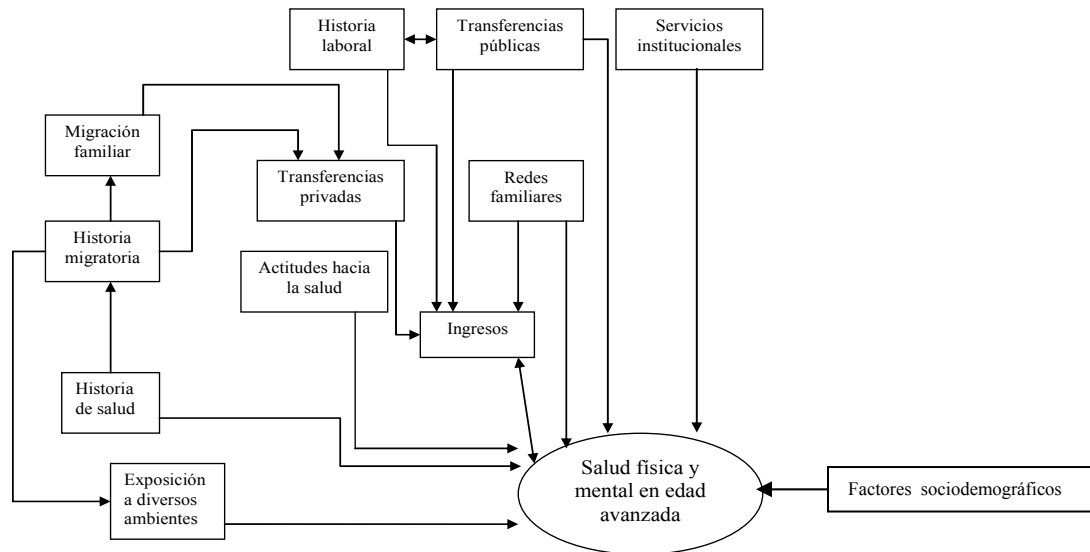 Historia
laboral
Transferencias
públicas
Servicios
institucionales
Migración
familiar
Transferencias
privadas
Redes
familiares
Historia
migratoria
Actitudes hacia
la salud
Ingresos
Historia
de salud
Exposición
a diversos
ambientes
Salud física y
mental en edad
avanzada
Factores sociodemográficos